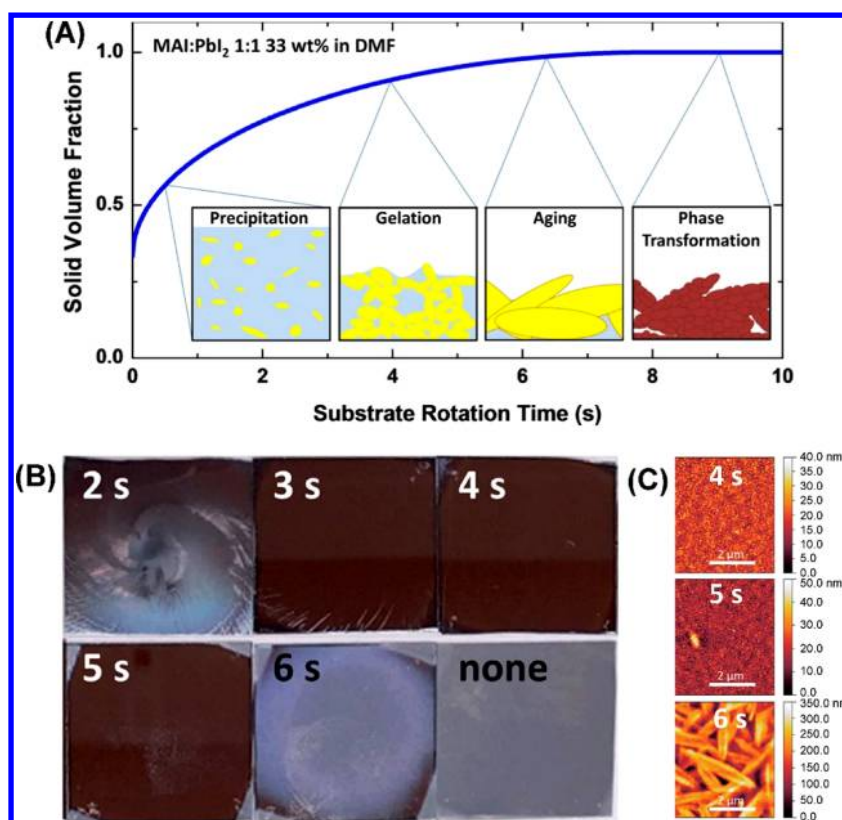 (A)
MAI:PbI₂ 1:1 33 wt% in DMF
Solid Volume Fraction
1.0
0.5
0.0
Precipitation
Gelation
Aging
Phase
Transformation
0
2
4
6
8
10
Substrate Rotation Time (s)
(B)
2 s
3 s
4 s
5 s
6 s
none
(C)
4 s
2 μm
40.0 nm
35.0
30.0
25.0
20.0
15.0
10.0
5.0
0.0
5 s
2 μm
50.0 nm
40.0
30.0
20.0
10.0
0.0
6 s
2 μm
350.0 nm
300.0
250.0
200.0
150.0
100.0
50.0
0.0